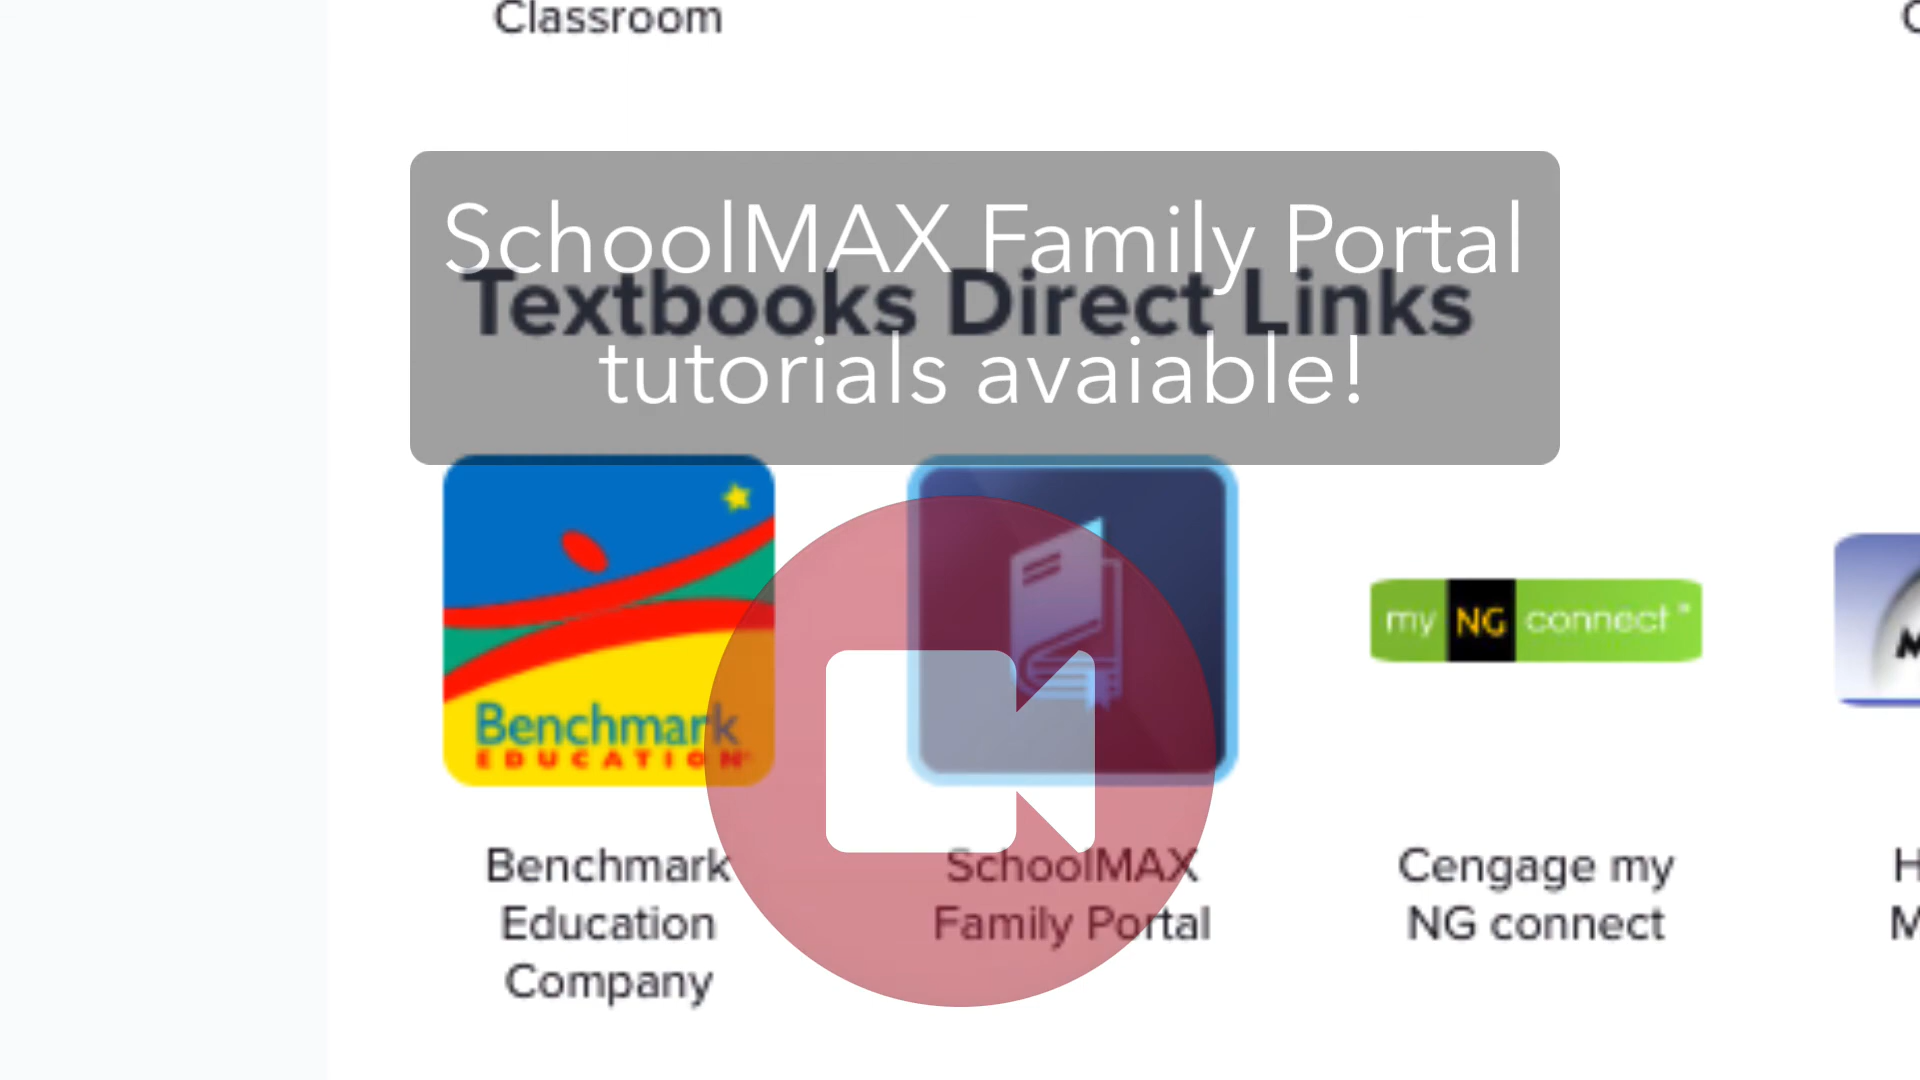 Classroom
SchoolMAX Family Portal
Textbooks Direct Links
tutorials avaiable!
Benchmark
EDUCATION
my NG connect™
Benchmark
Education
Company
SchoolMAX
Family Portal
Cengage my
NG connect